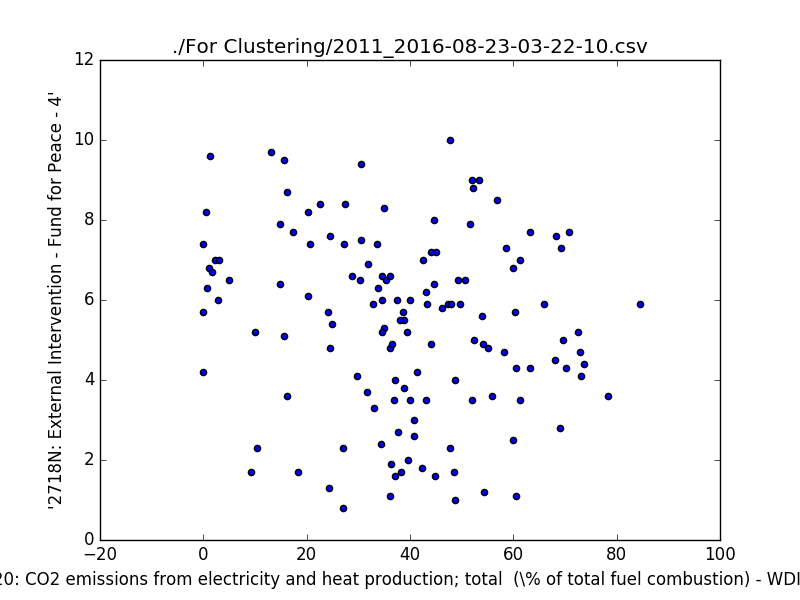 ./For Clustering/2011_2016-08-23-03-22-10.csv
12
10
8
6
4
2
0
'2718N: External Intervention - Fund for Peace - 4'
−20 0 20 40 60 80 100
20: CO2 emissions from electricity and heat production; total (\% of total fuel combustion) - WDI